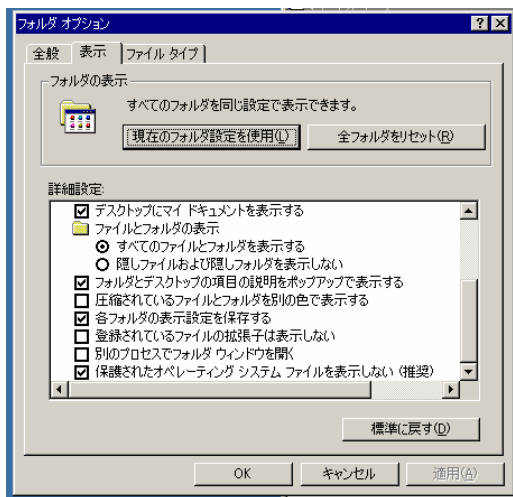 フォルダ オプション
全般 表示 ファイル タイプ
フォルダの表示
すべてのフォルダを同じ設定で表示できます。
現在のフォルダ設定を使用(L) 全フォルダをリセット(R)
詳細設定:
デスクトップにマイ ドキュメントを表示する
ファイルとフォルダの表示
すべてのファイルとフォルダを表示する
隠しファイルおよび隠しフォルダを表示しない
フォルダとデスクトップの項目の説明をポップアップで表示する
圧縮されているファイルとフォルダを別の色で表示する
各フォルダの表示設定を保存する
登録されているファイルの拡張子は表示しない
別のプロセスでフォルダ ウィンドウを開く
保護されたオペレーティング システム ファイルを表示しない (推奨)
標準に戻す(D)
OK キャンセル 適用(A)